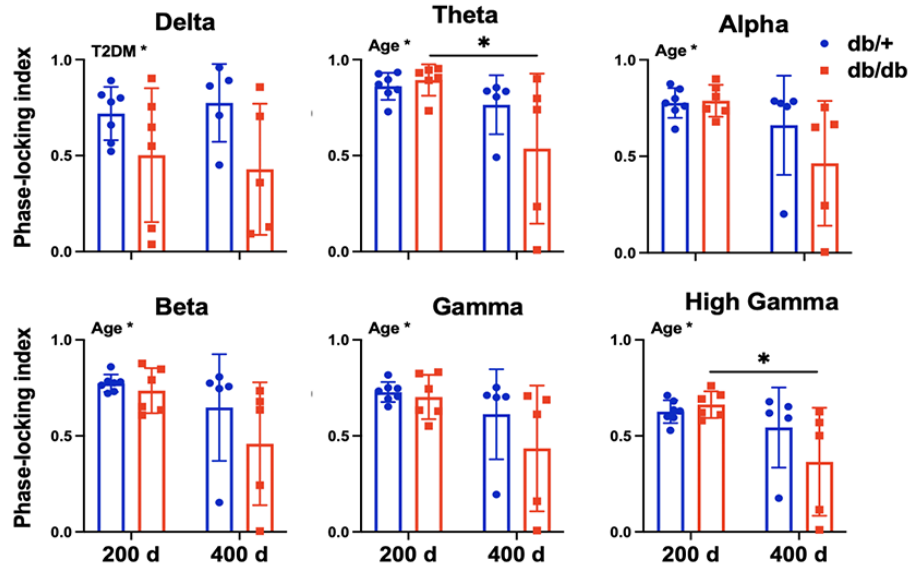 Delta
Theta
Alpha
Phase-locking index
1.0
0.5
0.0
T2DM *
1.0
0.5
0.0
Age *
*
1.0
0.5
0.0
Age *
db/+
db/db
Beta
Gamma
High Gamma
Phase-locking index
1.0
0.5
0.0
Age *
200 d
400 d
1.0
0.5
0.0
Age *
200 d
400 d
1.0
0.5
0.0
Age *
*
200 d
400 d